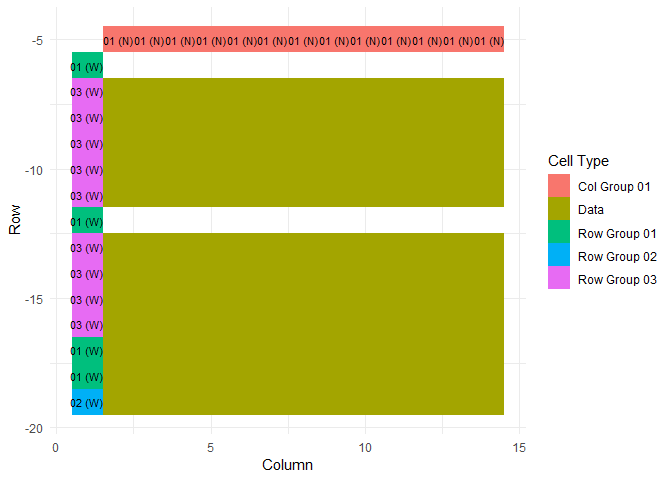 -5
01 (N)01 (N)01 (N)01 (N)01 (N)01 (N)01 (N)01 (N)01 (N)01 (N)01 (N)01 (N)01 (N)
01 (W)
03 (W)
03 (W)
03 (W)
-10
03 (W)
03 (W)
01 (W)
03 (W)
03 (W)
-15
03 (W)
03 (W)
01 (W)
01 (W)
02 (W)
-20
0
5
10
15
Column
Row
Cell Type
Col Group 01
Data
Row Group 01
Row Group 02
Row Group 03